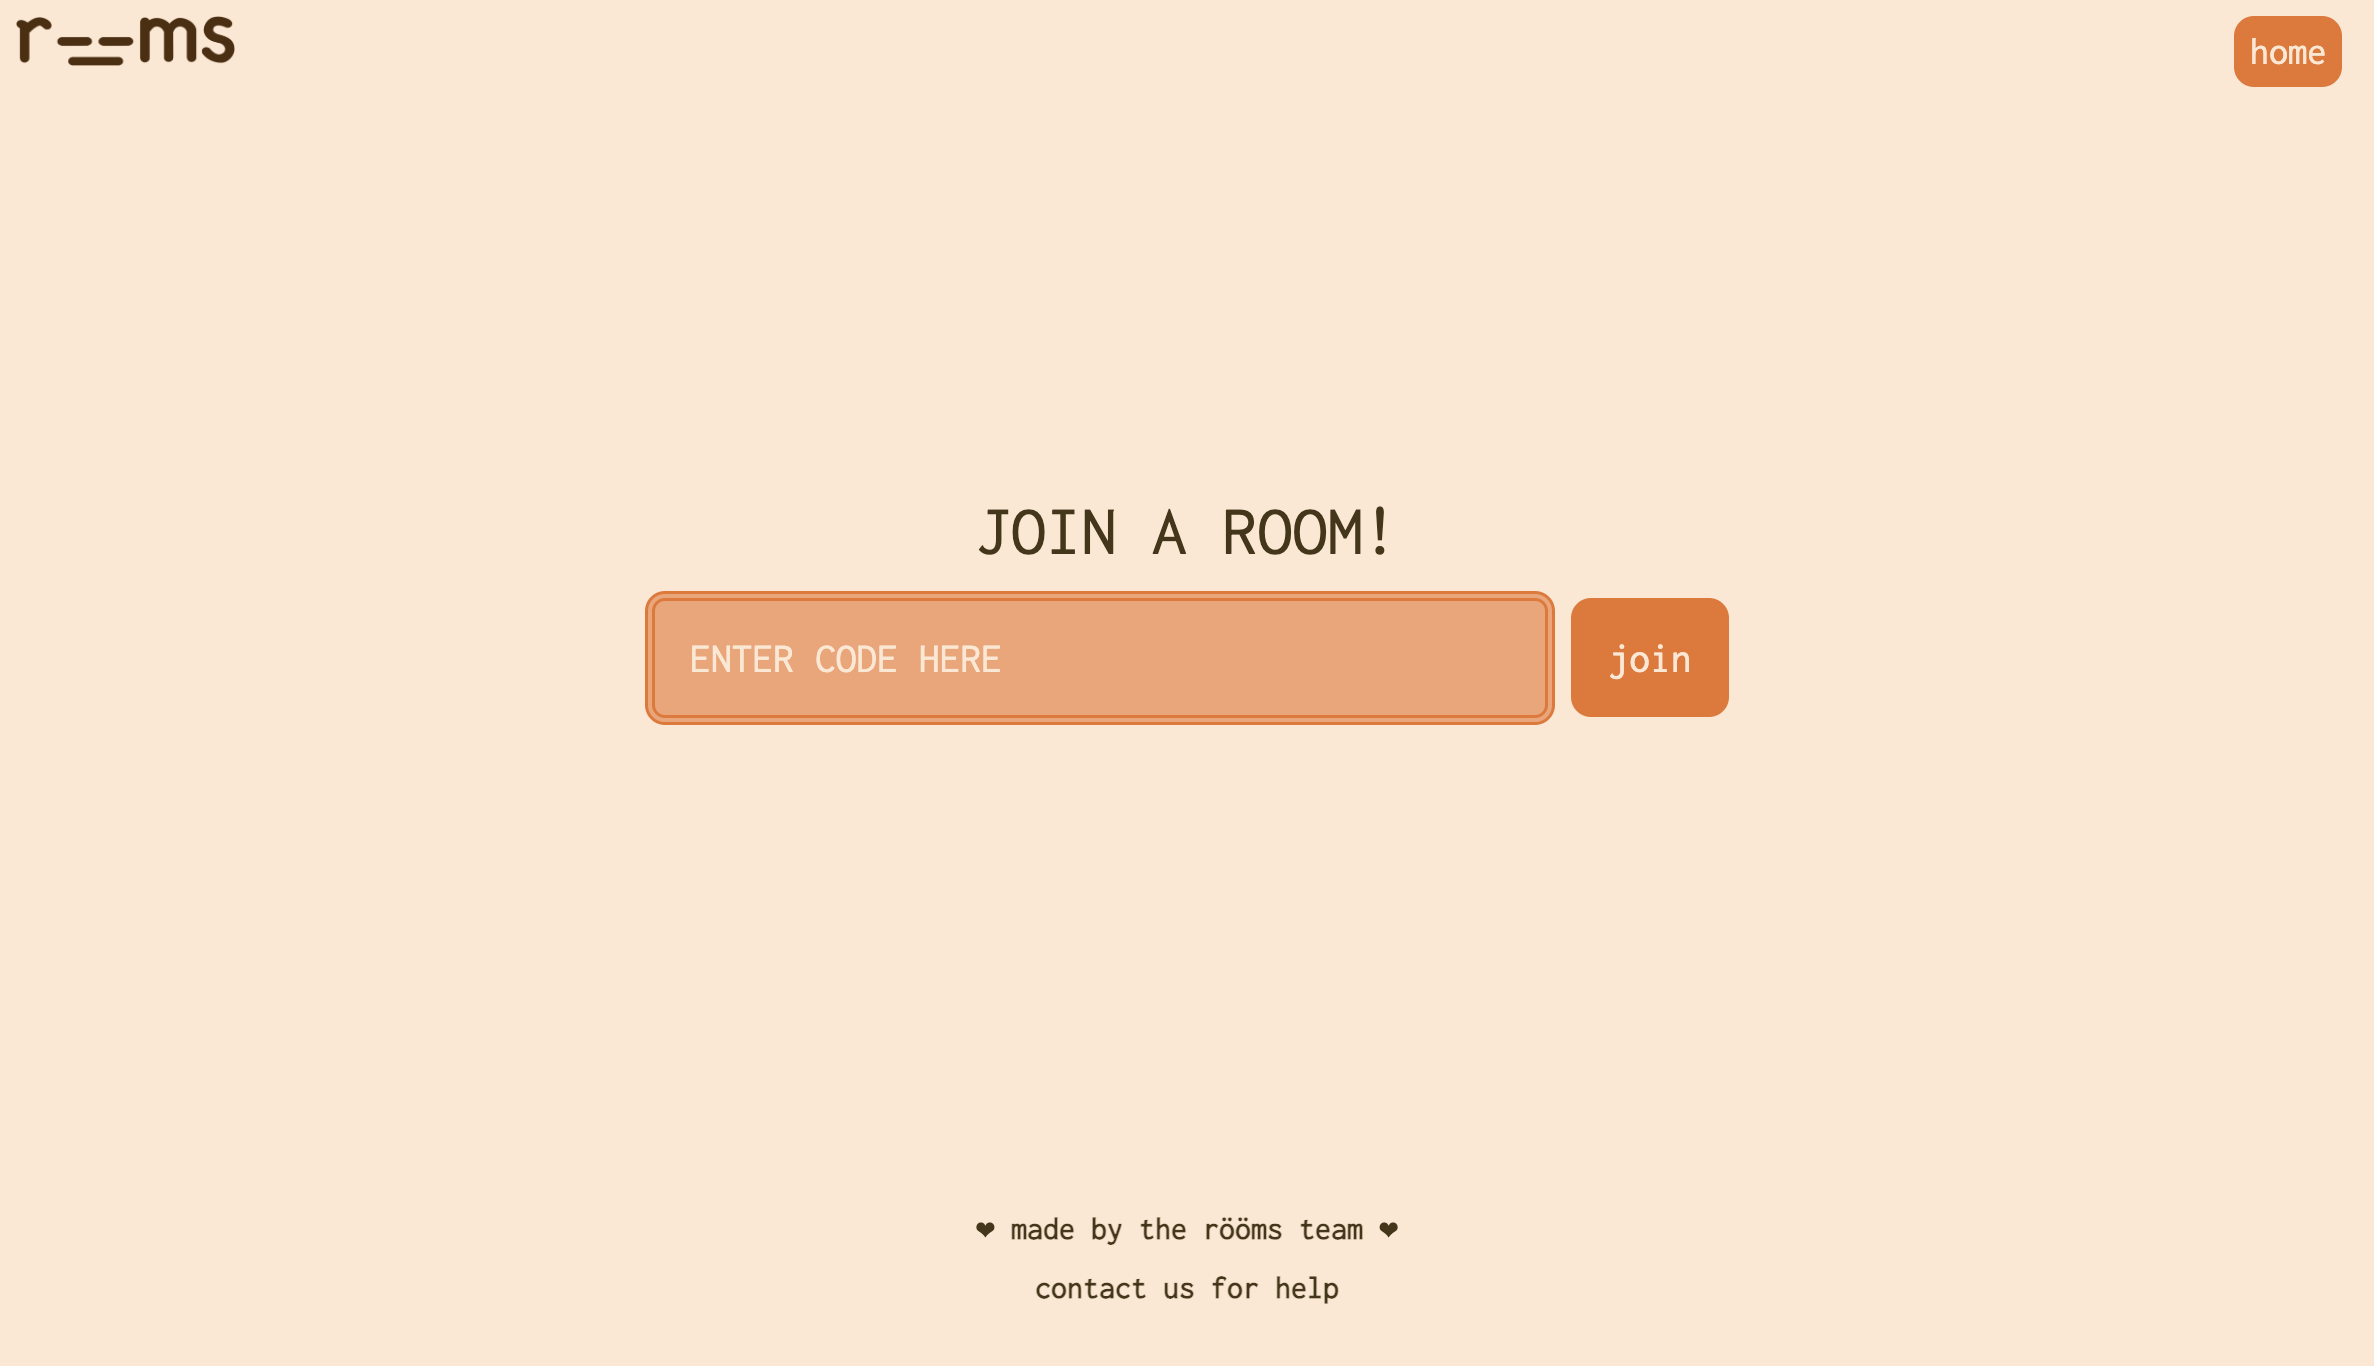 r ms
home
JOIN A ROOM!
ENTER CODE HERE
join
❤ made by the rööms team ❤
contact us for help